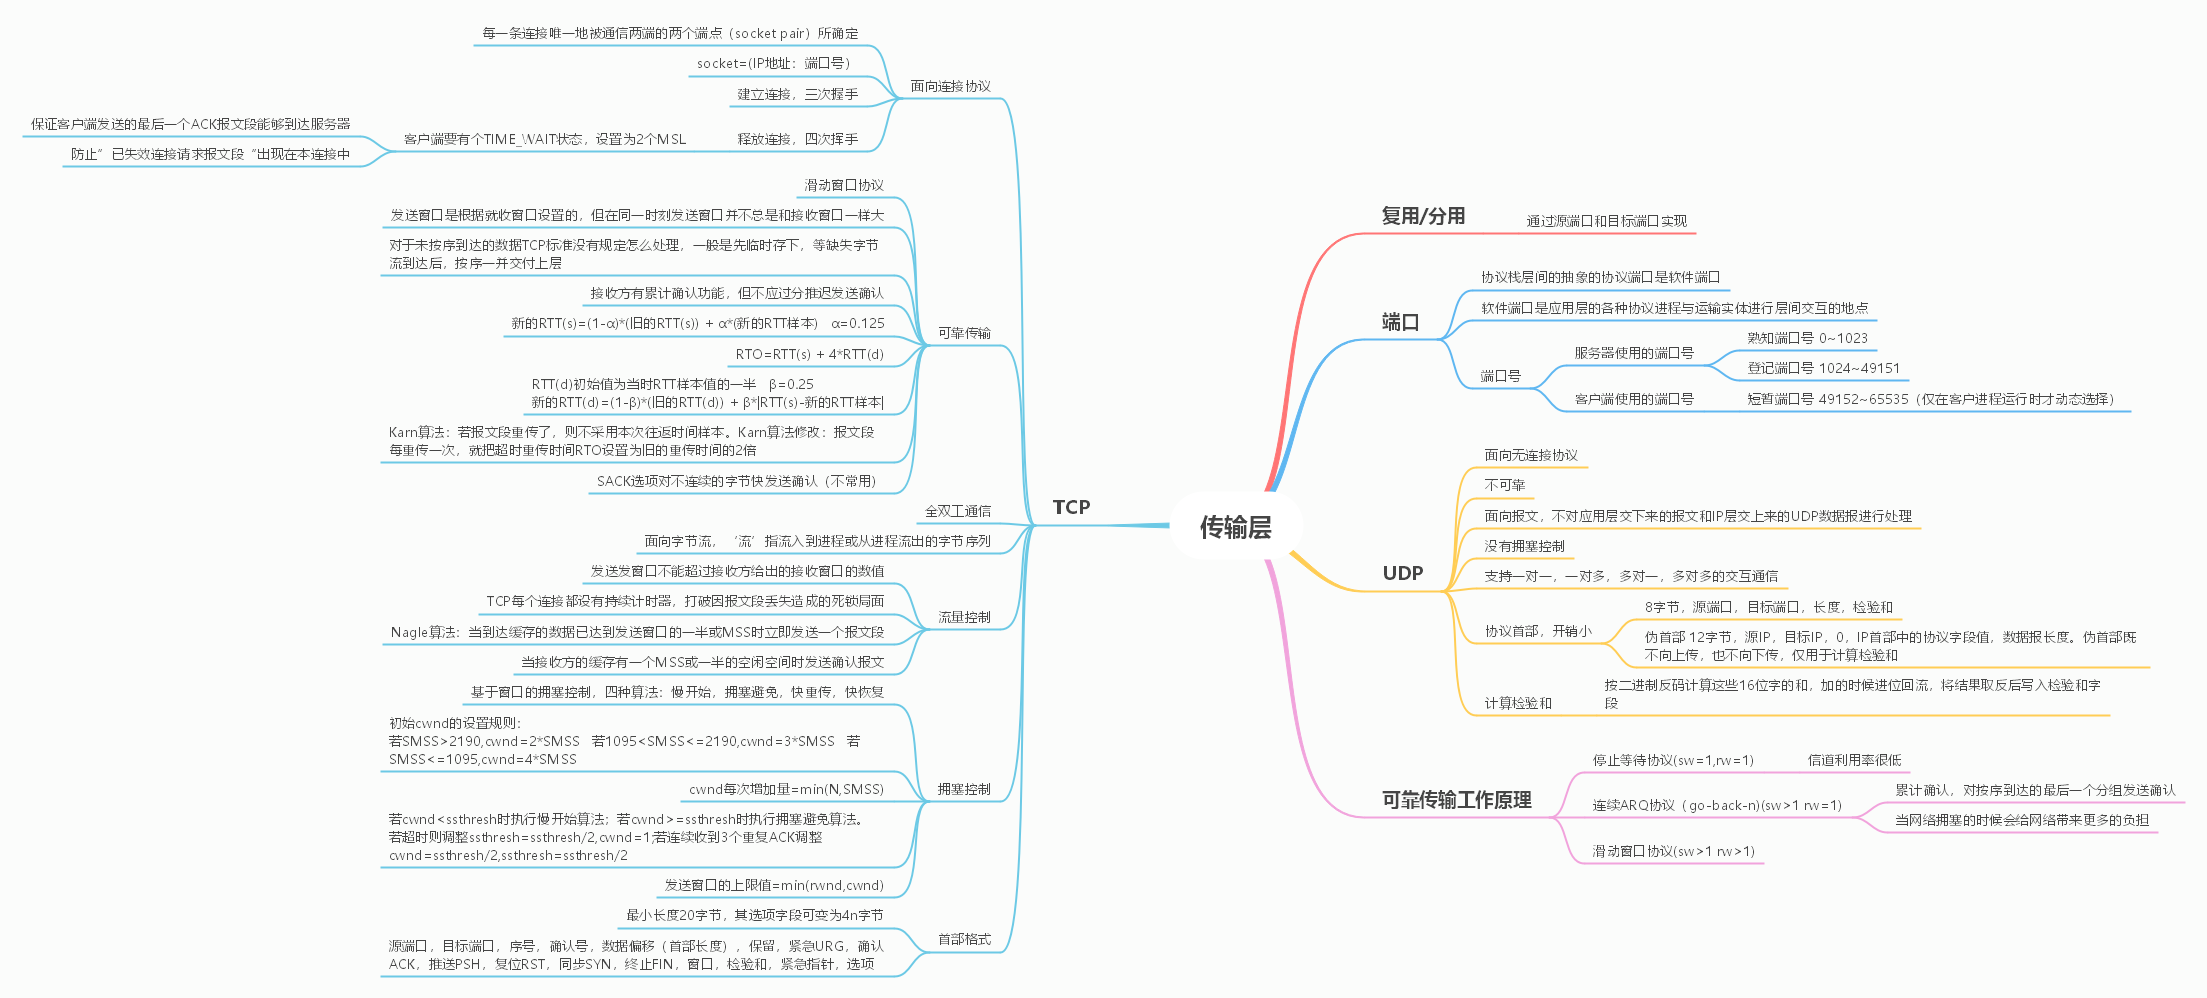 传输层
复用/分用
通过源端口和目标端口实现
端口
协议栈层间的抽象的协议端口是软件端口
软件端口是应用层的各种协议进程与运输实体进行层间交互的地点
端口号
服务器使用的端口号
熟知端口号 0~1023
登记端口号 1024~49151
客户端使用的端口号
短暂端口号 49152~65535（仅在客户进程运行时才动态选择）
UDP
面向无连接协议
不可靠
面向报文，不对应用层交下来的报文和IP层交上来的UDP数据报进行处理
没有拥塞控制
支持一对一，一对多，多对一，多对多的交互通信
协议首部，开销小
8字节，源端口，目标端口，长度，检验和
伪首部 12字节，源IP，目标IP，0，IP首部中的协议字段值，数据报长度。伪首部既
不向上传，也不向下传，仅用于计算检验和
计算检验和
按二进制反码计算这些16位字的和，加的时候进位回流，将结果取反后写入检验和字
段
可靠传输工作原理
停止等待协议(sw=1,rw=1)
信道利用率很低
连续ARQ协议（go-back-n)(sw>1 rw=1)
累计确认，对按序到达的最后一个分组发送确认
当网络拥塞的时候会给网络带来更多的负担
滑动窗口协议(sw>1 rw>1)
TCP
面向连接协议
每一条连接唯一地被通信两端的两个端点（socket pair）所确定
socket=(IP地址：端口号）
建立连接，三次握手
释放连接，四次挥手
客户端要有个TIME_WAIT状态，设置为2个MSL
保证客户端发送的最后一个ACK报文段能够到达服务器
防止”已失效连接请求报文段“出现在本连接中
可靠传输
滑动窗口协议
发送窗口是根据就收窗口设置的，但在同一时刻发送窗口并不总是和接收窗口一样大
对于未按序到达的数据TCP标准没有规定怎么处理，一般是先临时存下，等缺失字节
流到达后，按序一并交付上层
接收方有累计确认功能，但不应过分推迟发送确认
新的RTT(s)=(1-α)*(旧的RTT(s)) + α*(新的RTT样本)   α=0.125
RTO=RTT(s) + 4*RTT(d)
RTT(d)初始值为当时RTT样本值的一半   β=0.25
新的RTT(d)=(1-β)*(旧的RTT(d)) + β*|RTT(s)-新的RTT样本|
Karn算法：若报文段重传了，则不采用本次往返时间样本。Karn算法修改：报文段
每重传一次，就把超时重传时间RTO设置为旧的重传时间的2倍
SACK选项对不连续的字节快发送确认（不常用）
全双工通信
面向字节流，‘流’指流入到进程或从进程流出的字节序列
流量控制
发送发窗口不能超过接收方给出的接收窗口的数值
TCP每个连接都设有持续计时器，打破因报文段丢失造成的死锁局面
Nagle算法：当到达缓存的数据已达到发送窗口的一半或MSS时立即发送一个报文段
当接收方的缓存有一个MSS或一半的空闲空间时发送确认报文
拥塞控制
基于窗口的拥塞控制，四种算法：慢开始，拥塞避免，快重传，快恢复
初始cwnd的设置规则：
若SMSS>2190,cwnd=2*SMSS   若1095<SMSS<=2190,cwnd=3*SMSS   若
SMSS<=1095,cwnd=4*SMSS
cwnd每次增加量=min(N,SMSS)
若cwnd<ssthresh时执行慢开始算法；若cwnd>=ssthresh时执行拥塞避免算法。
若超时则调整ssthresh=ssthresh/2,cwnd=1;若连续收到3个重复ACK调整
cwnd=ssthresh/2,ssthresh=ssthresh/2
发送窗口的上限值=min(rwnd,cwnd)
首部格式
最小长度20字节，其选项字段可变为4n字节
源端口，目标端口，序号，确认号，数据偏移（首部长度），保留，紧急URG，确认
ACK，推送PSH，复位RST，同步SYN，终止FIN，窗口，检验和，紧急指针，选项